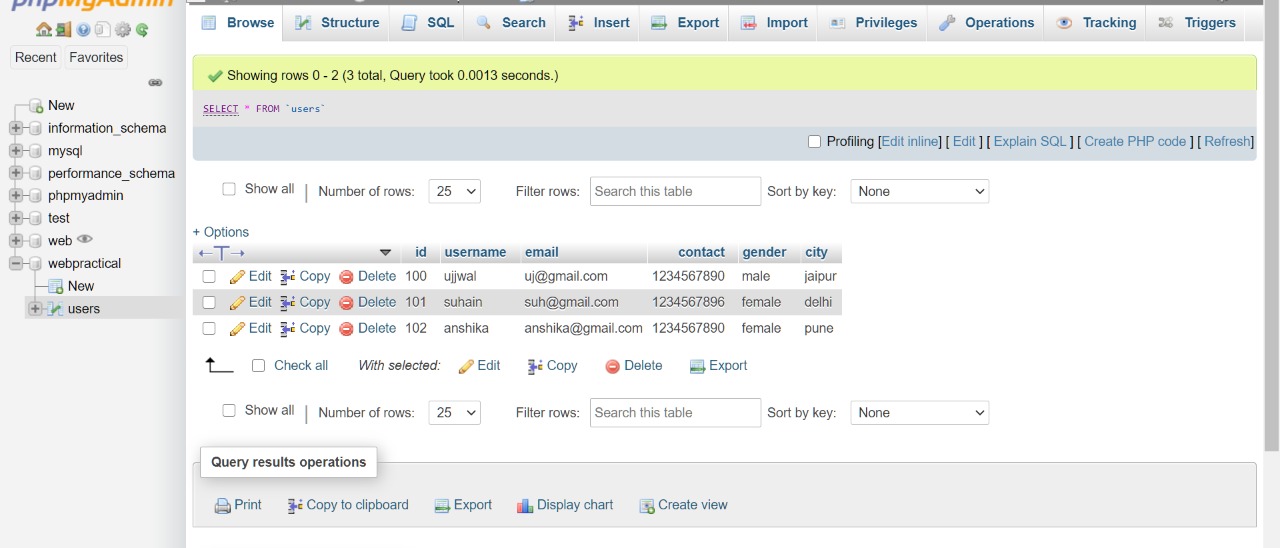 phpMyAdmin
Recent Favorites
New
information_schema
mysql
performance_schema
phpmyadmin
test
web
webpractical
New
users
Browse Structure SQL Search Insert Export Import Privileges Operations Tracking Triggers
Showing rows 0 - 2 (3 total, Query took 0.0013 seconds.)
SELECT * FROM `users`
Profiling [Edit inline] [ Edit ] [ Explain SQL ] [ Create PHP code ] [ Refresh]
Show all | Number of rows: 25 Filter rows: Search this table Sort by key: None
+ Options
←T→ id username email contact gender city
Edit Copy Delete 100 ujjwal uj@gmail.com 1234567890 male jaipur
Edit Copy Delete 101 suhan suh@gmail.com 1234567896 female delhi
Edit Copy Delete 102 anshika anshika@gmail.com 1234567890 female pune
Check all With selected: Edit Copy Delete Export
Show all | Number of rows: 25 Filter rows: Search this table Sort by key: None
Query results operations
Print Copy to clipboard Export Display chart Create view